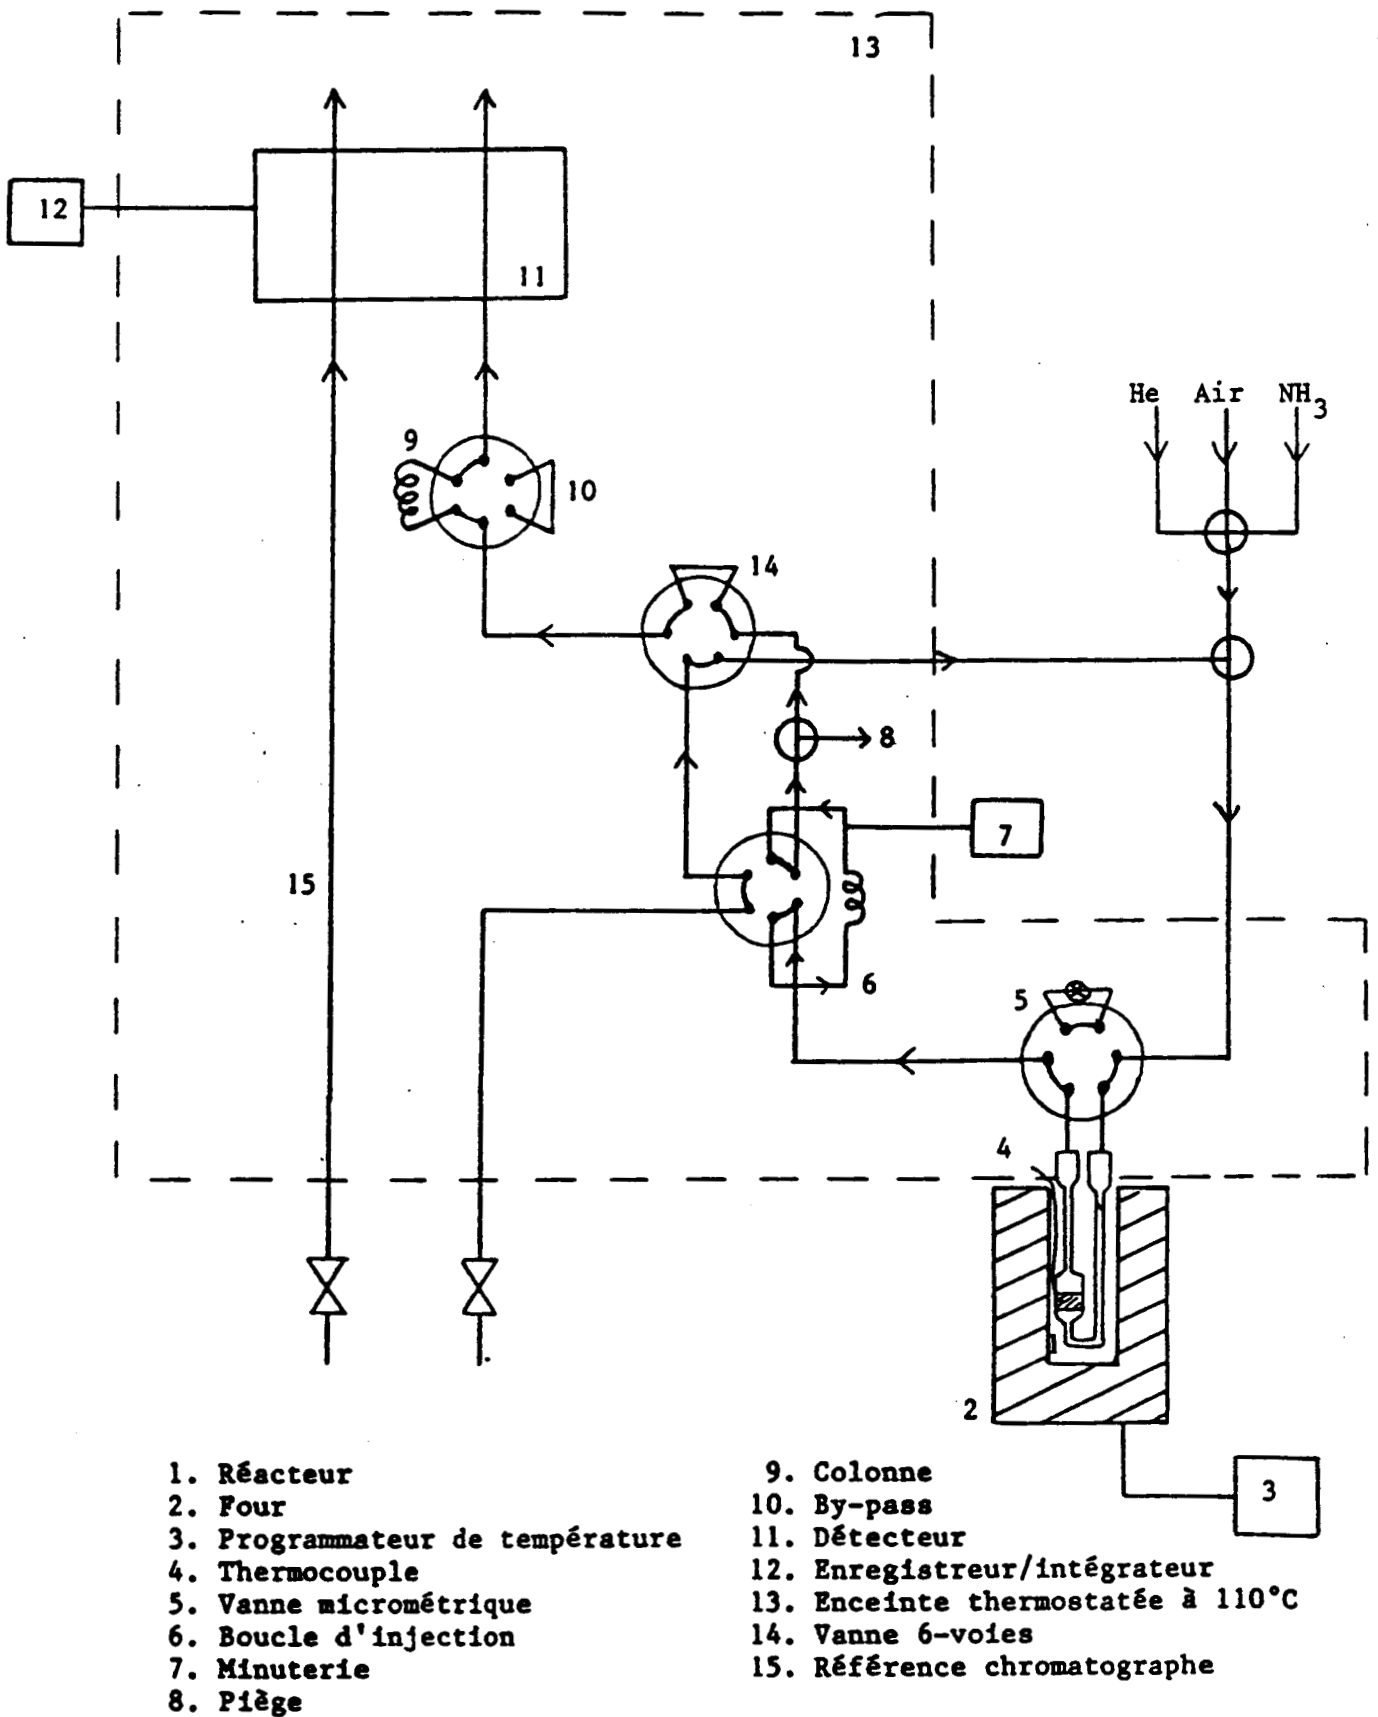 13
12
11
He Air NH3
9
10
14
8
7
15
6
5
4
2
3
1. Réacteur
2. Four
3. Programmateur de température
4. Thermocouple
5. Vanne micrométrique
6. Boucle d'injection
7. Minuterie
8. Piège
9. Colonne
10. By-pass
11. Détecteur
12. Enregistreur/intégrateur
13. Enceinte thermostatée à 110°C
14. Vanne 6-voies
15. Référence chromatographe